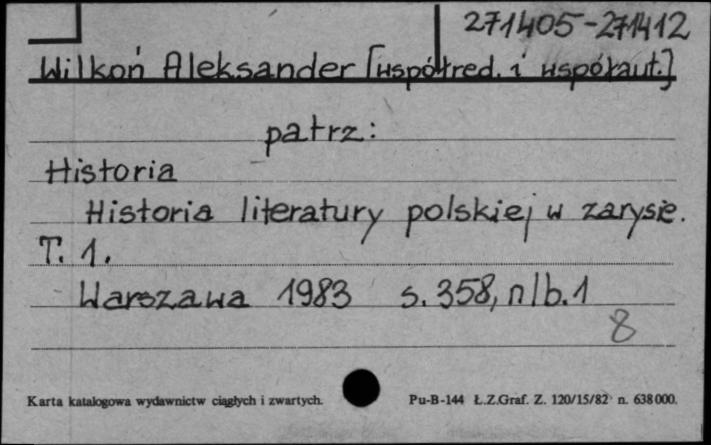 271405-271412
Wilkoń Aleksander [współred. i współaut.]
patrz:
Historia
Historia literatury polskiej w zarysie.
T. 1.
Warszawa 1983 s. 358, nlb. 1
8
Karta katalogowa wydawnictw ciągłych i zwartych. Pu-B-144 Ł.Z.Graf. Z. 120/15/82 n. 638000.